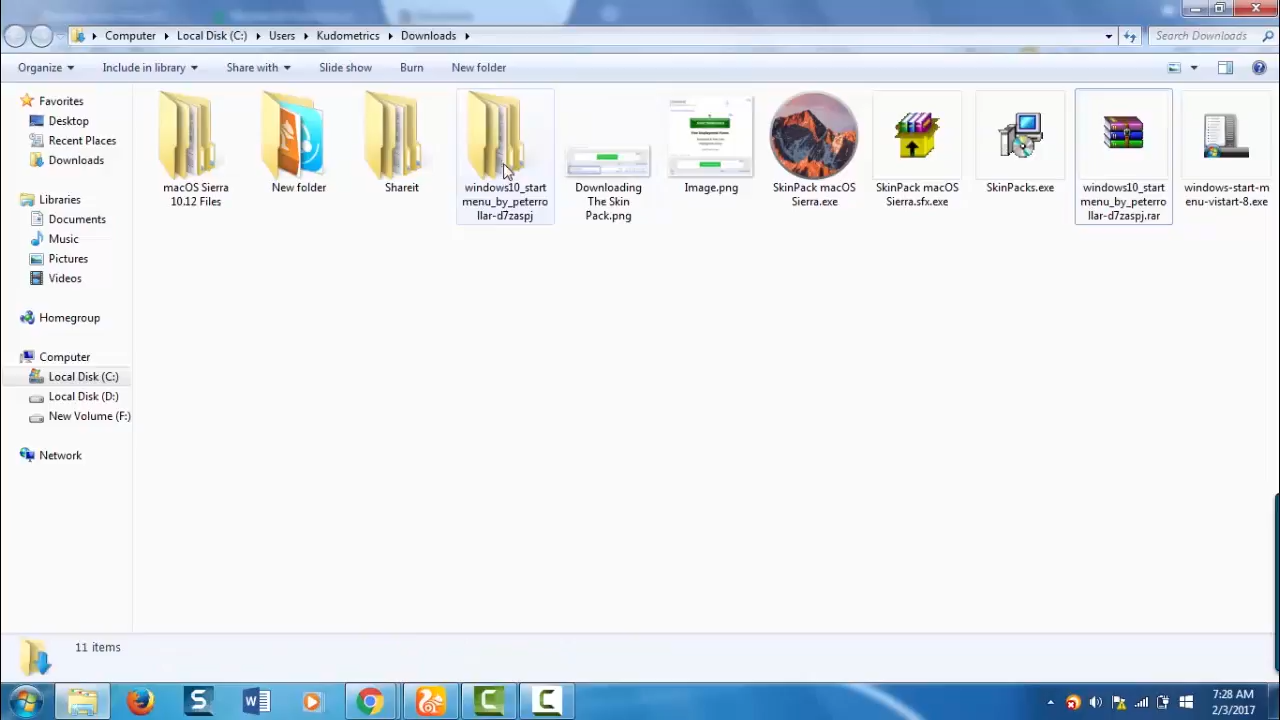 Computer Local Disk (C:) Users Kudometrics Downloads
Search Downloads
Organize Include in library Share with Slide show Burn New folder
Favorites
Desktop
Recent Places
Downloads
Libraries
Documents
Music
Pictures
Videos
Homegroup
Computer
Local Disk (C:)
Local Disk (D:)
New Volume (F:)
Network
macOS Sierra
10.12 Files
New folder
Shareit
windows10_start
menu_by_peterro
llar-d7zaspj
Downloading
The Skin
Pack.png
Image.png
SkinPack macOS
Sierra.exe
SkinPack macOS
Sierra.sfx.exe
SkinPacks.exe
windows10_start
menu_by_peterro
llar-d7zaspj.rar
windows-start-m
enu-vistart-8.exe
11 items
7:28 AM
2/3/2017